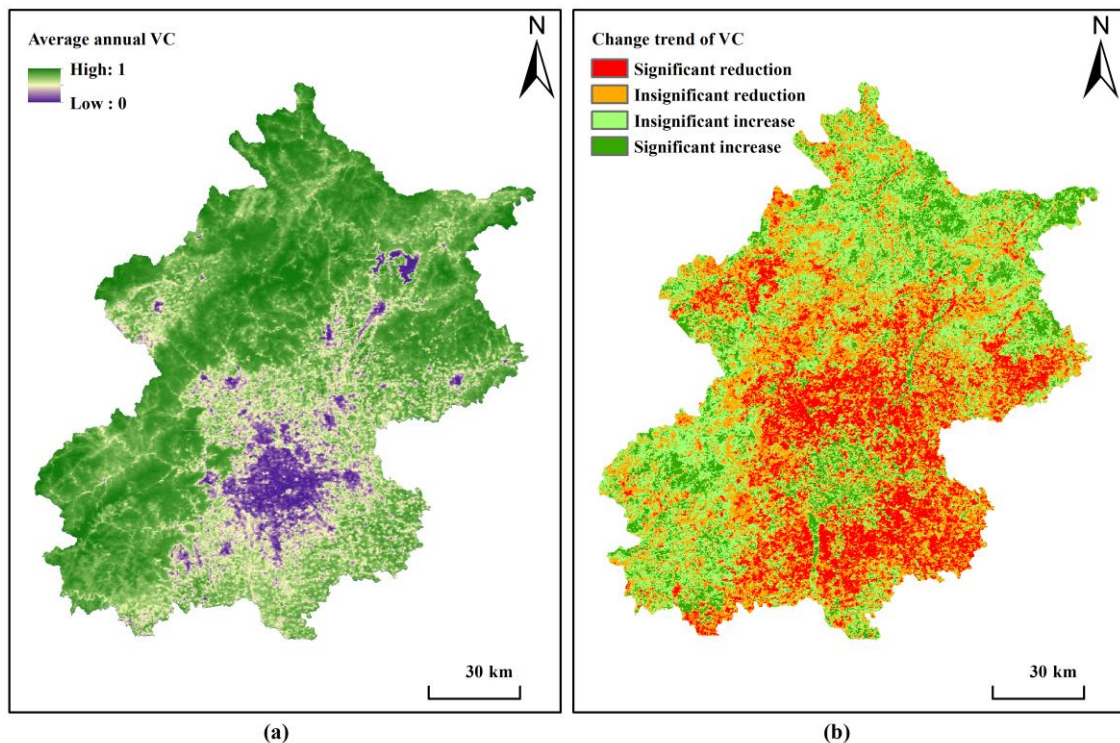 Average annual VC
High: 1
Low : 0
N
30 km
(a)
Change trend of VC
Significant reduction
Insignificant reduction
Insignificant increase
Significant increase
N
30 km
(b)